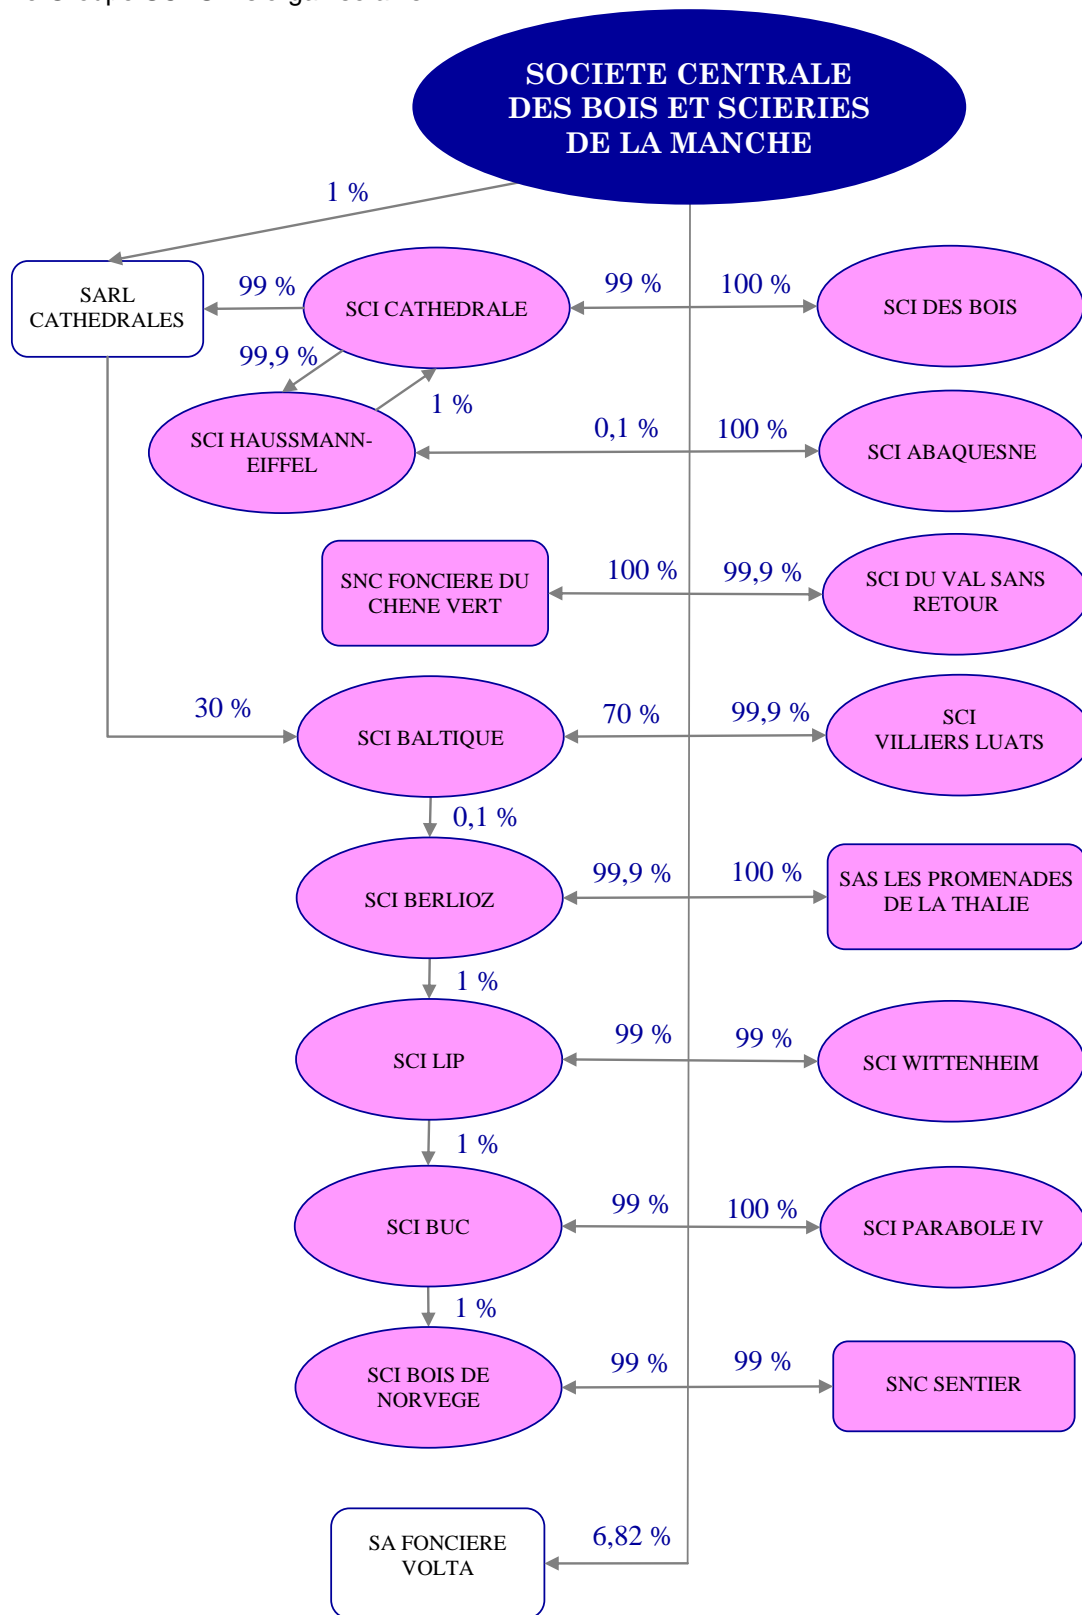 SOCIETE CENTRALE
DES BOIS ET SCIERIES
DE LA MANCHE
1 %
SARL
CATHEDRALES
99 %
SCI CATHEDRALE
99 %
100 %
SCI DES BOIS
99,9 %
1 %
SCI HAUSSMANN-
EIFFEL
0,1 %
100 %
SCI ABAQUESNE
SNC FONCIERE DU
CHENE VERT
100 %
99,9 %
SCI DU VAL SANS
RETOUR
30 %
SCI BALTIQUE
70 %
99,9 %
SCI
VILLIERS LUATS
0,1 %
SCI BERLIOZ
99,9 %
100 %
SAS LES PROMENADES
DE LA THALIE
1 %
SCI LIP
99 %
99 %
SCI WITTENHEIM
1 %
SCI BUC
99 %
100 %
SCI PARABOLE IV
1 %
SCI BOIS DE
NORVEGE
99 %
99 %
SNC SENTIER
SA FONCIERE
VOLTA
6,82 %